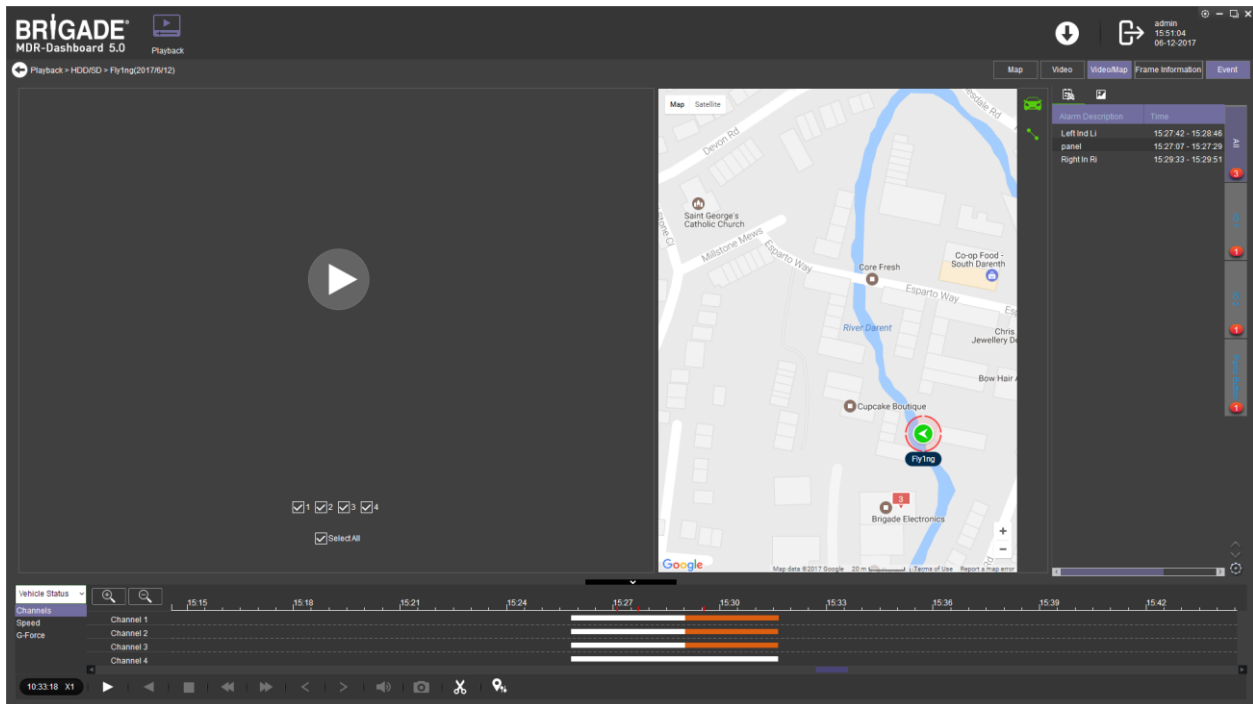 BRIGADE
MDR-Dashboard 5.0
Playback
admin
15:51:04
06-12-2017
Playback > HDD/SD > Fly1ng(2017/6/12)
Map
Video
Video/Map
Frame Information
Event
Map
Satellite
Devon Rd
Saint George's
Catholic Church
Millstone Mews
Esparto Way
Core Fresh
Co-op Food -
South Darenth
Esparto Way
River Darent
Chris
Jewellery D
Bow Hair
Cupcake Boutique
Fly1ng
3
Brigade Electronics
+
−
Google
Map data ©2017 Google
20 m
Terms of Use
Report a map error
Alarm Description
Time
Left Ind Li
15:27:42 - 15:28:46
panel
15:27:07 - 15:27:29
Right In Ri
15:29:33 - 15:29:51
All
3
1
1
1
1
2
3
4
Select All
Vehicle Status
Channels
Speed
G-Force
15:15
15:18
15:21
15:24
15:27
15:30
15:33
15:36
15:39
15:42
Channel 1
Channel 2
Channel 3
Channel 4
10:33:18 X1